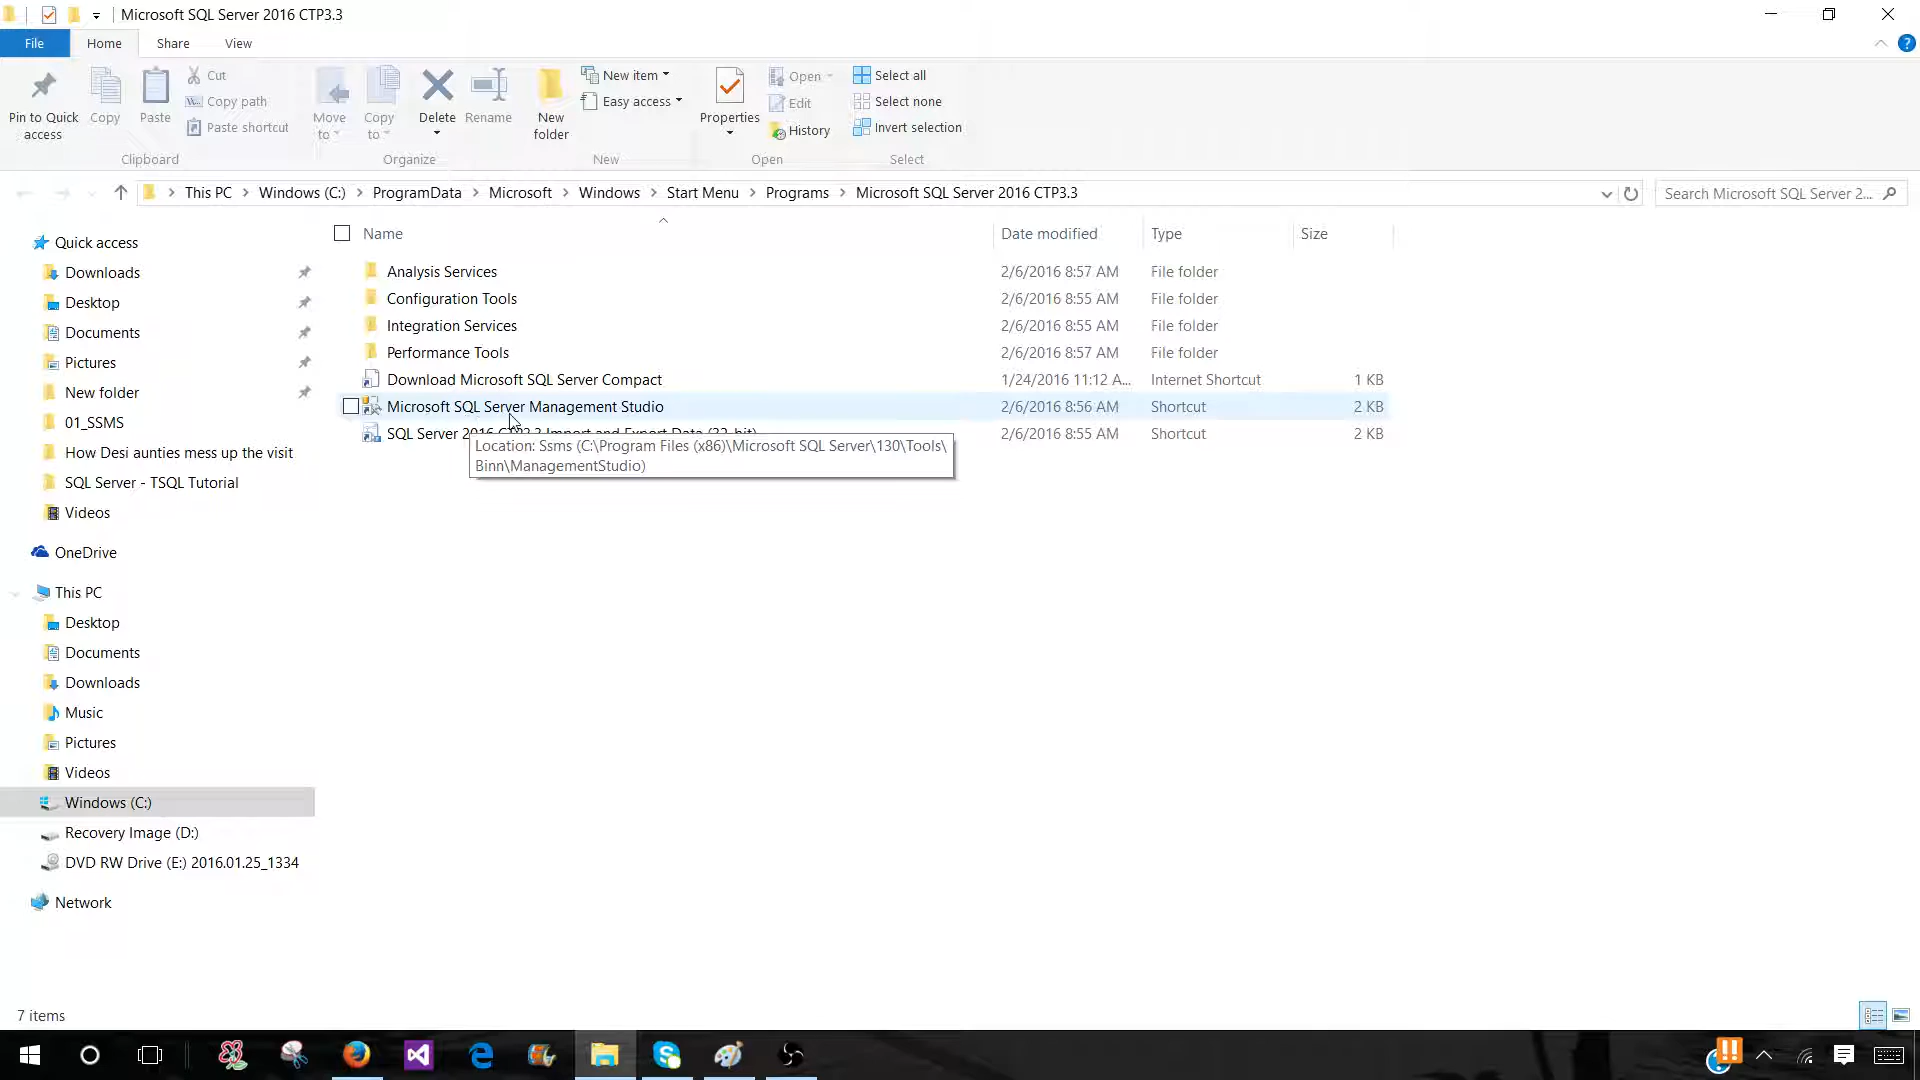 Microsoft SQL Server 2016 CTP3.3
File Home Share View
Pin to Quick access
Copy
Paste
Cut
Copy path
Paste shortcut
Clipboard
Move to
Copy to
Delete
Rename
Organize
New folder
New item
Easy access
New
Properties
Open
Edit
History
Open
Select all
Select none
Invert selection
Select
This PC Windows (C:) ProgramData Microsoft Windows Start Menu Programs Microsoft SQL Server 2016 CTP3.3
Search Microsoft SQL Server 2...
Quick access
Downloads
Desktop
Documents
Pictures
New folder
01_SSMS
How Desi aunties mess up the visit
SQL Server - TSQL Tutorial
Videos
OneDrive
This PC
Desktop
Documents
Downloads
Music
Pictures
Videos
Windows (C:)
Recovery Image (D:)
DVD RW Drive (E:) 2016.01.25_1334
Network
Name Date modified Type Size
Analysis Services 2/6/2016 8:57 AM File folder
Configuration Tools 2/6/2016 8:55 AM File folder
Integration Services 2/6/2016 8:55 AM File folder
Performance Tools 2/6/2016 8:57 AM File folder
Download Microsoft SQL Server Compact 1/24/2016 11:12 A... Internet Shortcut 1 KB
Microsoft SQL Server Management Studio 2/6/2016 8:56 AM Shortcut 2 KB
SQL Server 2016 CTP3.3 Import and Export Data (32-bit) 2/6/2016 8:55 AM Shortcut 2 KB
Location: Ssms (C:\Program Files (x86)\Microsoft SQL Server\130\Tools\
Binn\ManagementStudio)
7 items